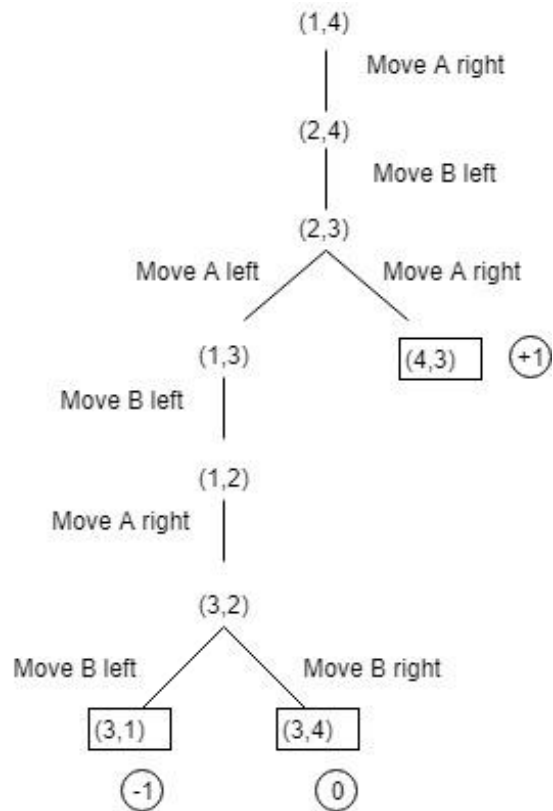 (1,4)
Move A right
(2,4)
Move B left
(2,3)
Move A left
Move A right
(1,3)
(4,3)
+1
Move B left
(1,2)
Move A right
(3,2)
Move B left
Move B right
(3,1)
(3,4)
-1
0